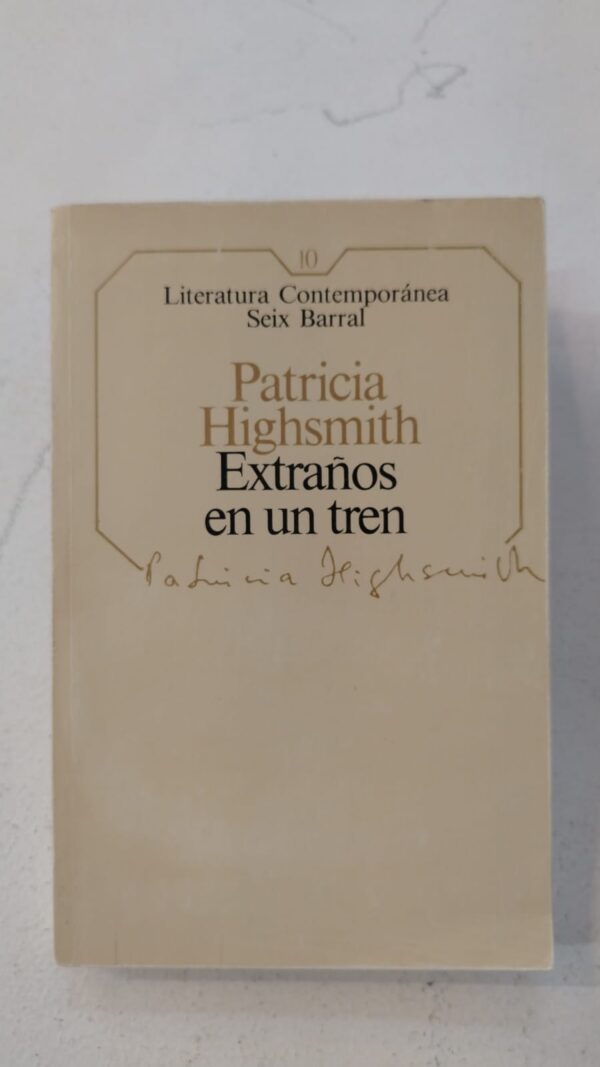 10
Literatura Contemporánea
Seix Barral
Patricia
Highsmith
Extraños
en un tren
Patricia Highsmith